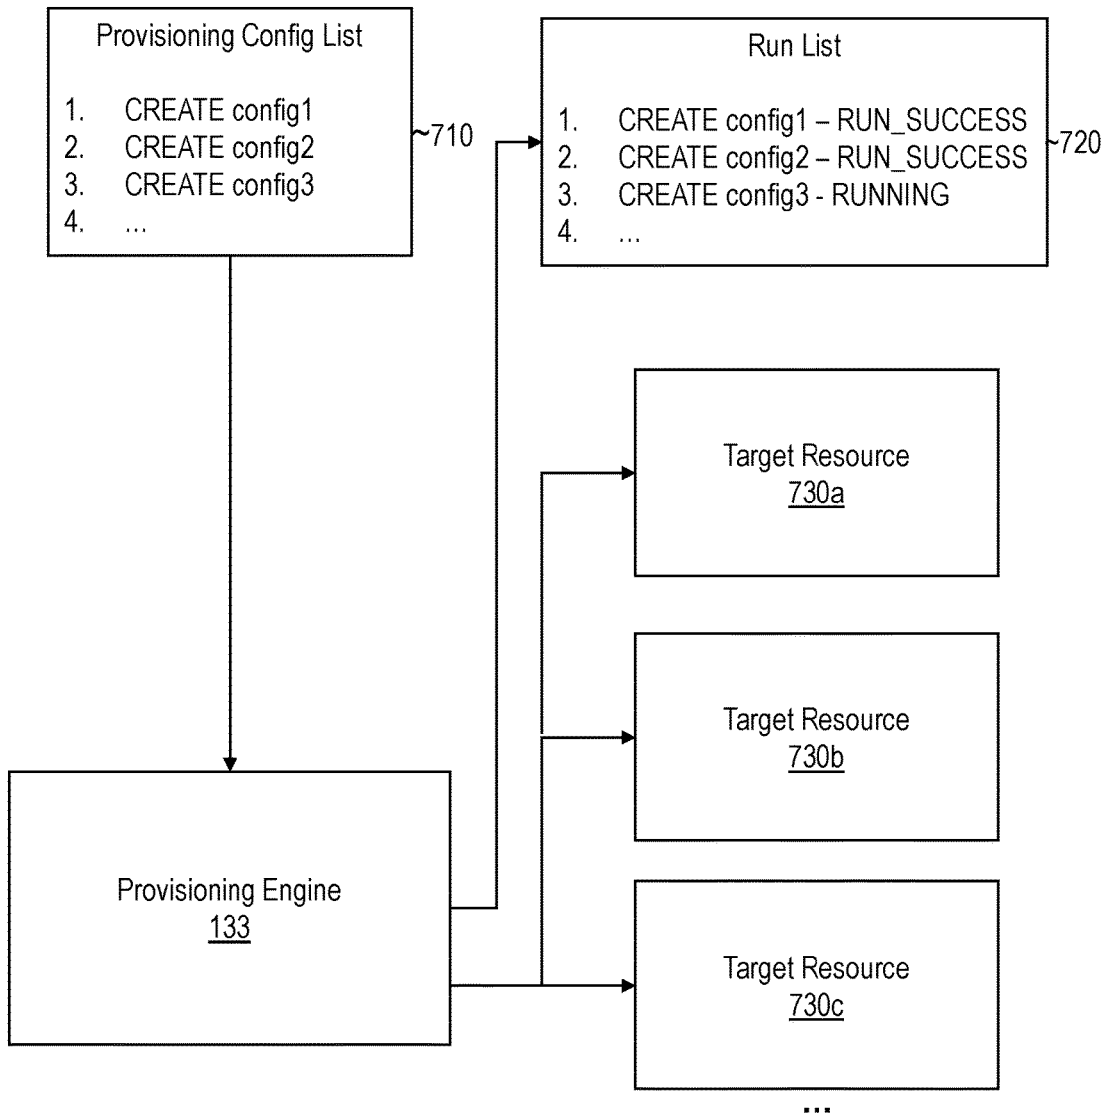 Provisioning Config List
1. CREATE config1
2. CREATE config2
3. CREATE config3
4. ...
~710
Run List
1. CREATE config1 – RUN_SUCCESS
2. CREATE config2 – RUN_SUCCESS
3. CREATE config3 - RUNNING
4. ...
~720
Target Resource
730a
Target Resource
730b
Provisioning Engine
133
Target Resource
730c
...